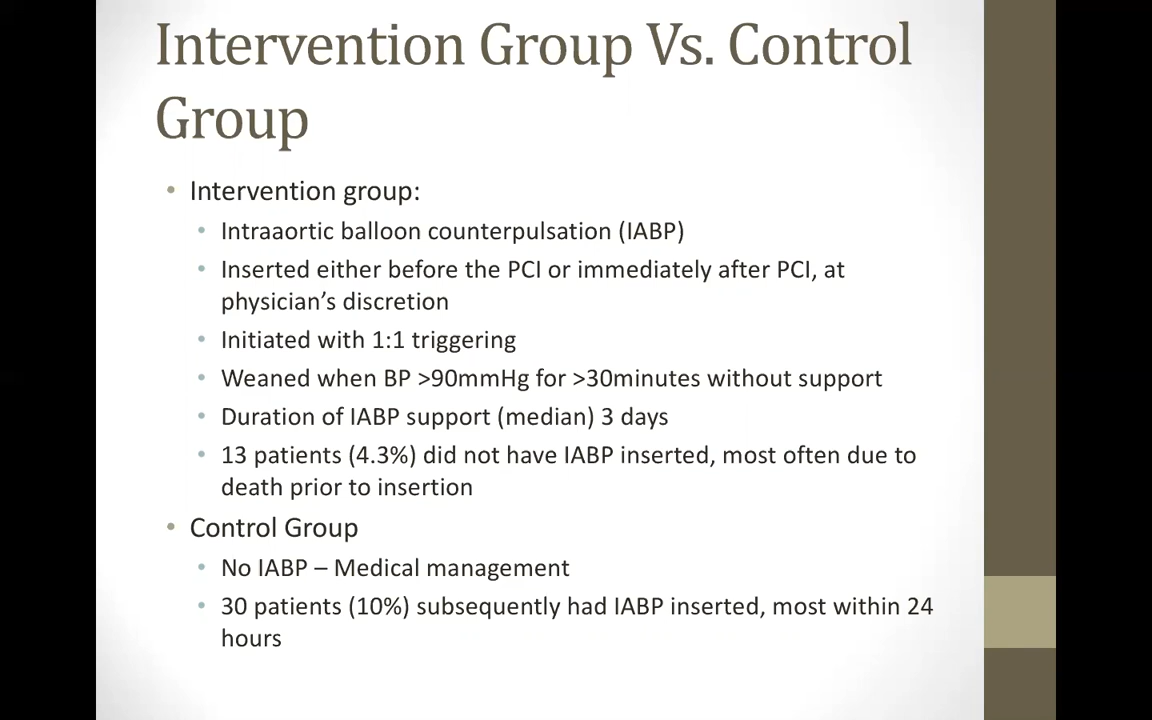 Intervention Group Vs. Control
Group
• Intervention group:
• Intraaortic balloon counterpulsation (IABP)
• Inserted either before the PCI or immediately after PCI, at
physician's discretion
• Initiated with 1:1 triggering
• Weaned when BP >90mmHg for >30minutes without support
• Duration of IABP support (median) 3 days
• 13 patients (4.3%) did not have IABP inserted, most often due to
death prior to insertion
• Control Group
• No IABP – Medical management
• 30 patients (10%) subsequently had IABP inserted, most within 24
hours